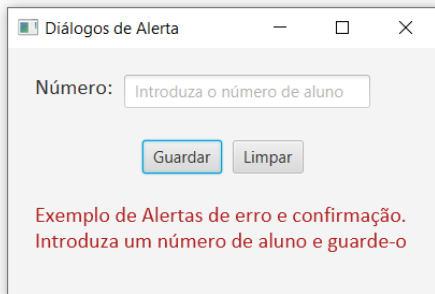 Diálogos de Alerta
Número: Introduza o número de aluno
Guardar Limpar
Exemplo de Alertas de erro e confirmação.
Introduza um número de aluno e guarde-o